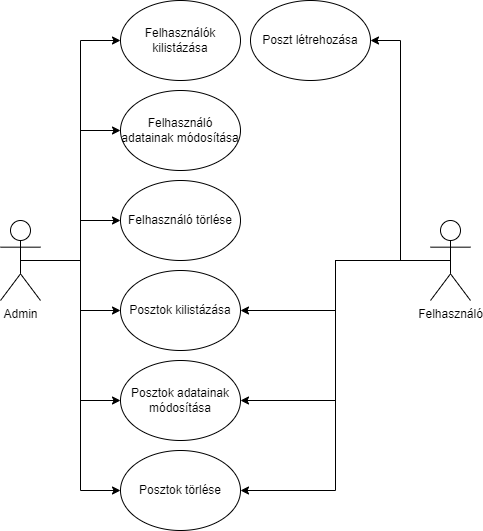 Felhasználók
kilistázása
Poszt létrehozása
Felhasználó
adatainak módosítása
Felhasználó törlése
Admin
Felhasználó
Posztok kilistázása
Posztok adatainak
módosítása
Posztok törlése